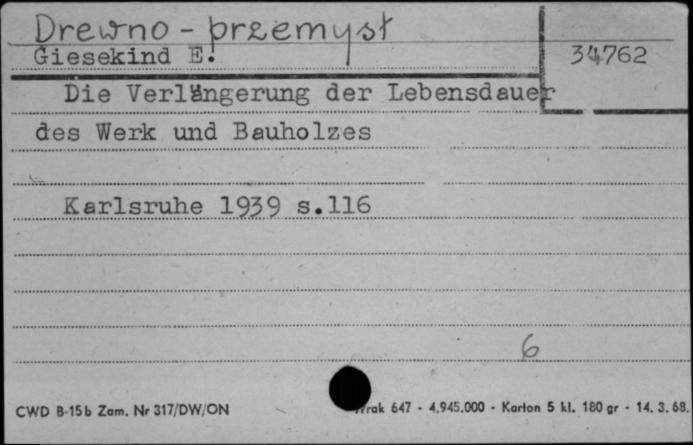 Drewno - przemysł
Giesekind E.
34762
Die Verlängerung der Lebensdauer
des Werk und Bauholzes
Karlsruhe 1939 s.116
6
CWD B-15b Zam. Nr 317/DW/ON
647 - 4,945.000 - Karton 5 kl. 180 gr - 14. 3. 68.